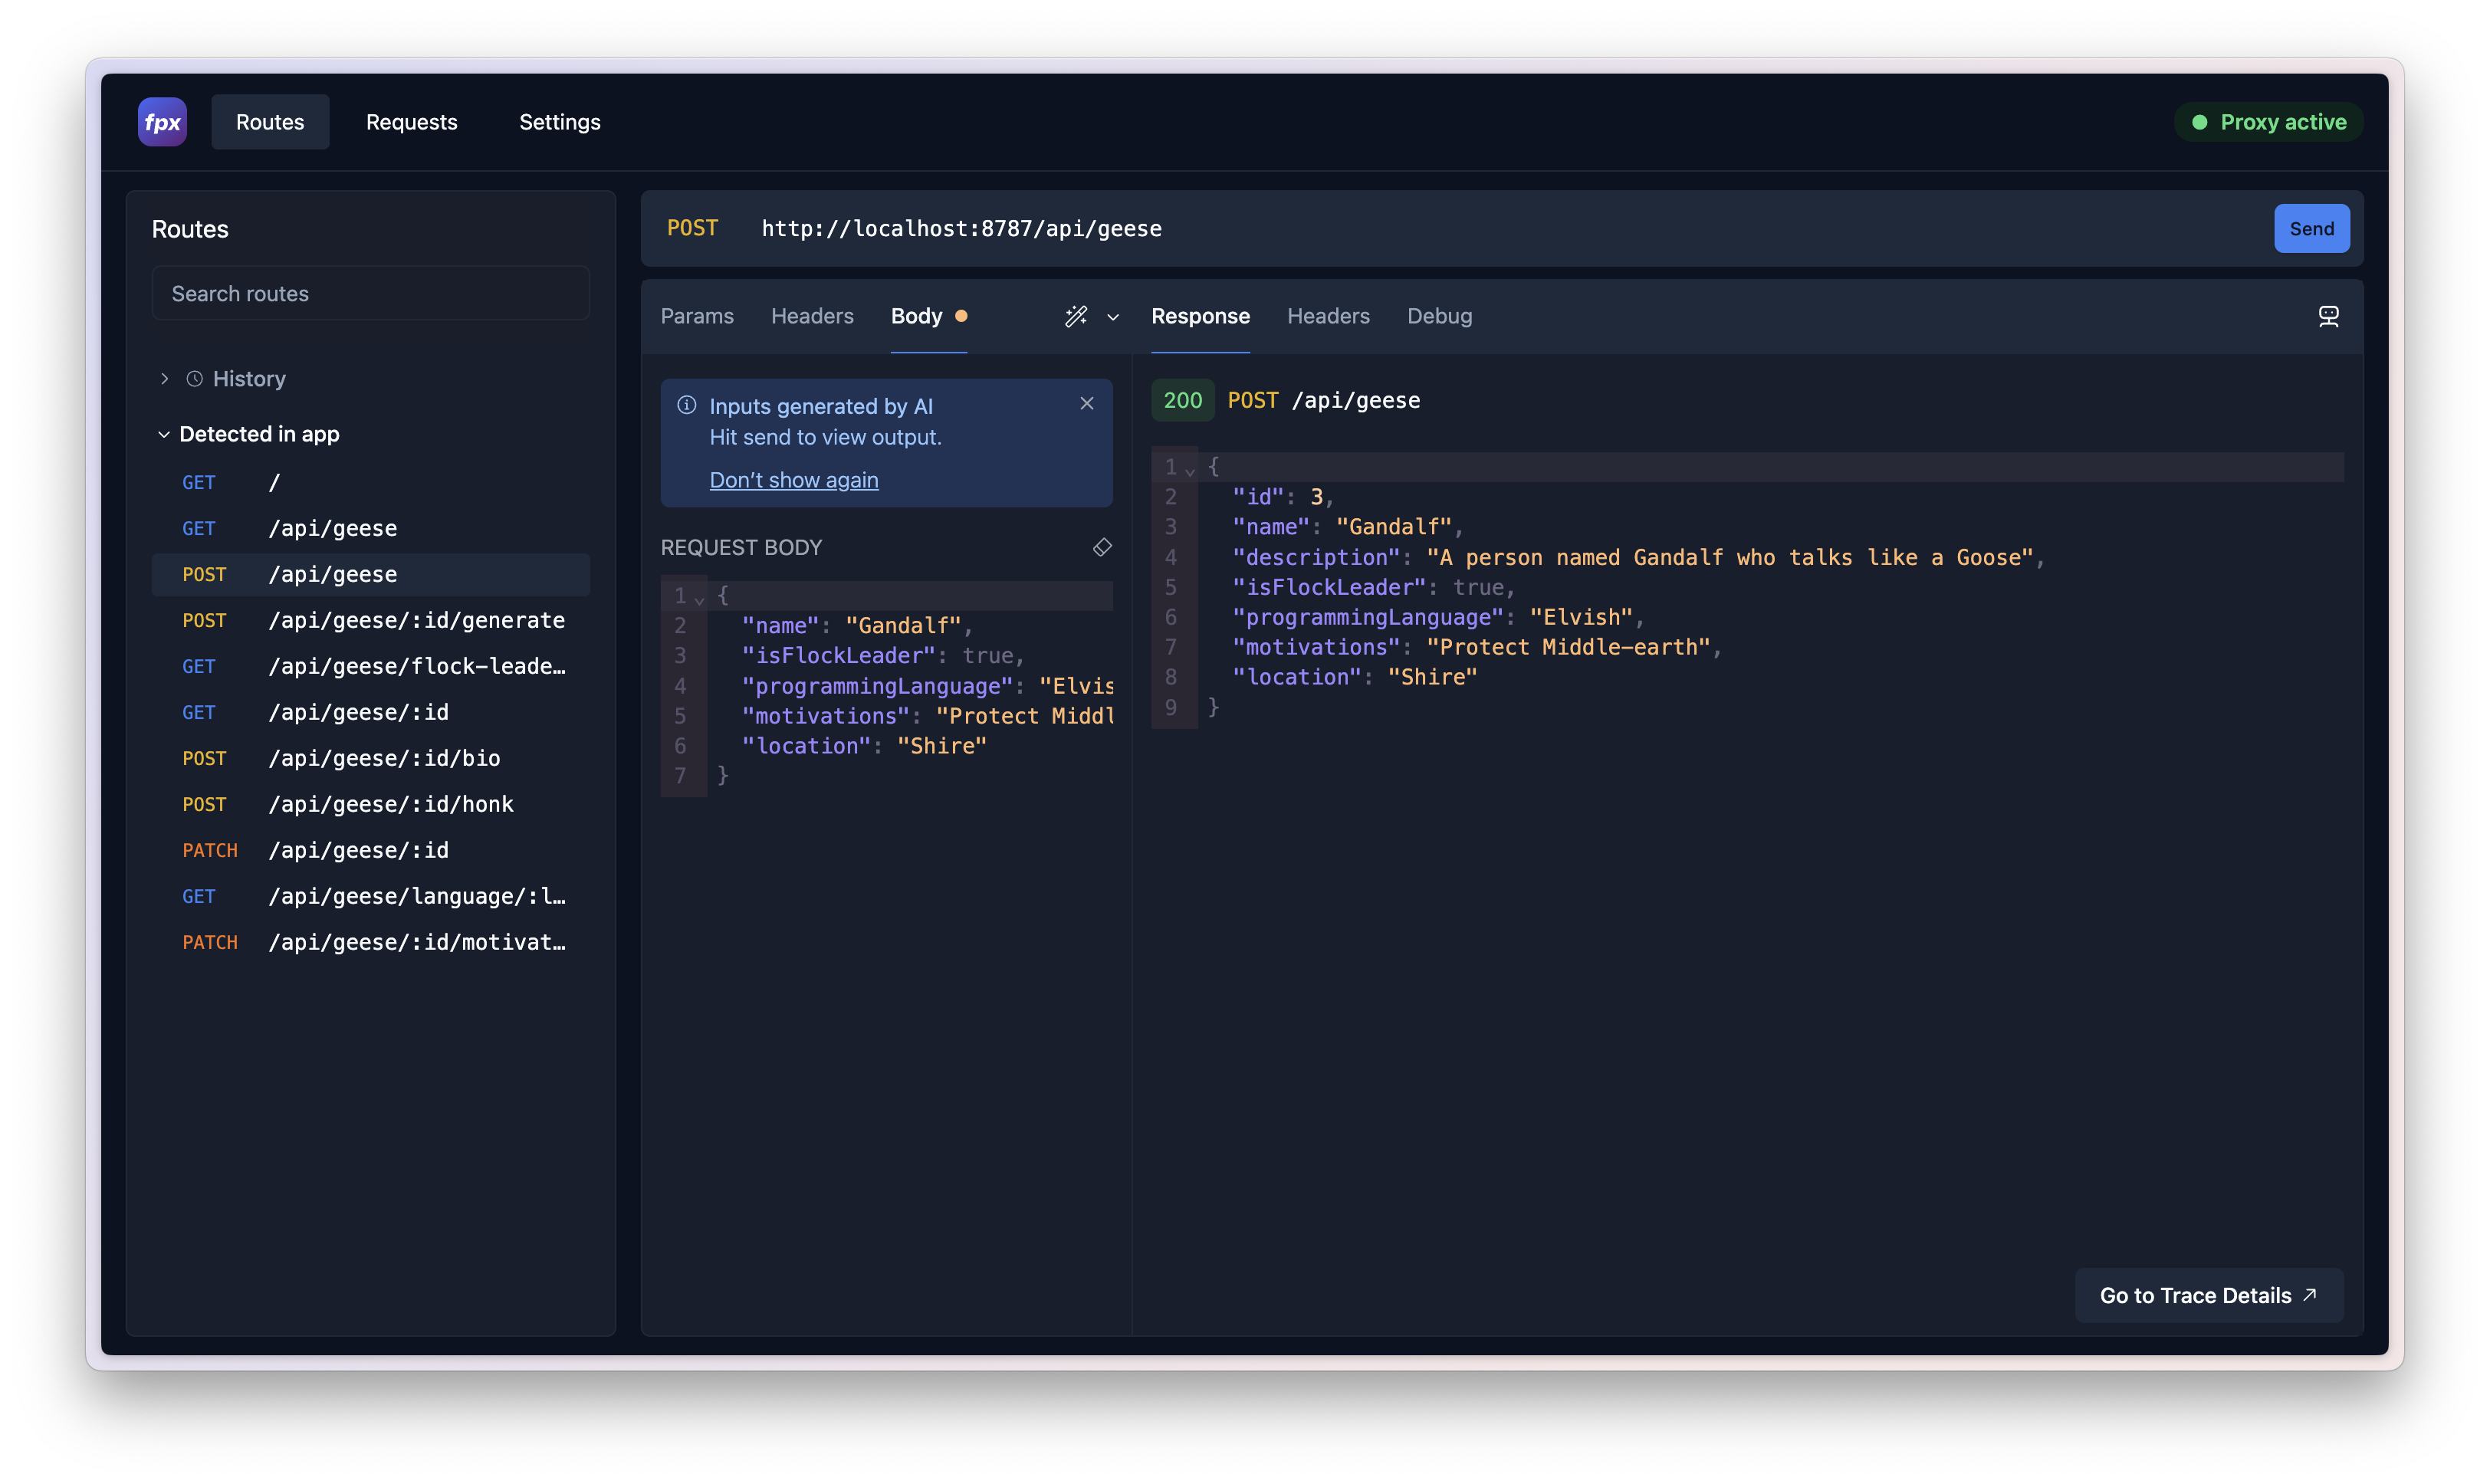 fpx Routes Requests Settings Proxy active
Routes
Search routes
History
Detected in app
GET /
GET /api/geese
POST /api/geese
POST /api/geese/:id/generate
GET /api/geese/flock-leade…
GET /api/geese/:id
POST /api/geese/:id/bio
POST /api/geese/:id/honk
PATCH /api/geese/:id
GET /api/geese/language/:l…
PATCH /api/geese/:id/motivat…
POST http://localhost:8787/api/geese Send
Params Headers Body
Inputs generated by AI
Hit send to view output.
Don’t show again
REQUEST BODY
1 {
2 "name": "Gandalf",
3 "isFlockLeader": true,
4 "programmingLanguage": "Elvis
5 "motivations": "Protect Middl
6 "location": "Shire"
7 }
Response Headers Debug
200 POST /api/geese
1 {
2 "id": 3,
3 "name": "Gandalf",
4 "description": "A person named Gandalf who talks like a Goose",
5 "isFlockLeader": true,
6 "programmingLanguage": "Elvish",
7 "motivations": "Protect Middle-earth",
8 "location": "Shire"
9 }
Go to Trace Details